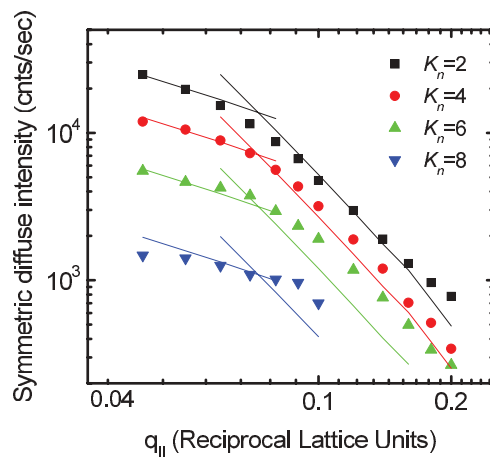 Symmetric diffuse intensity (cnts/sec)
10^4
10^3
K_n=2
K_n=4
K_n=6
K_n=8
0.04
0.1
0.2
q_II (Reciprocal Lattice Units)